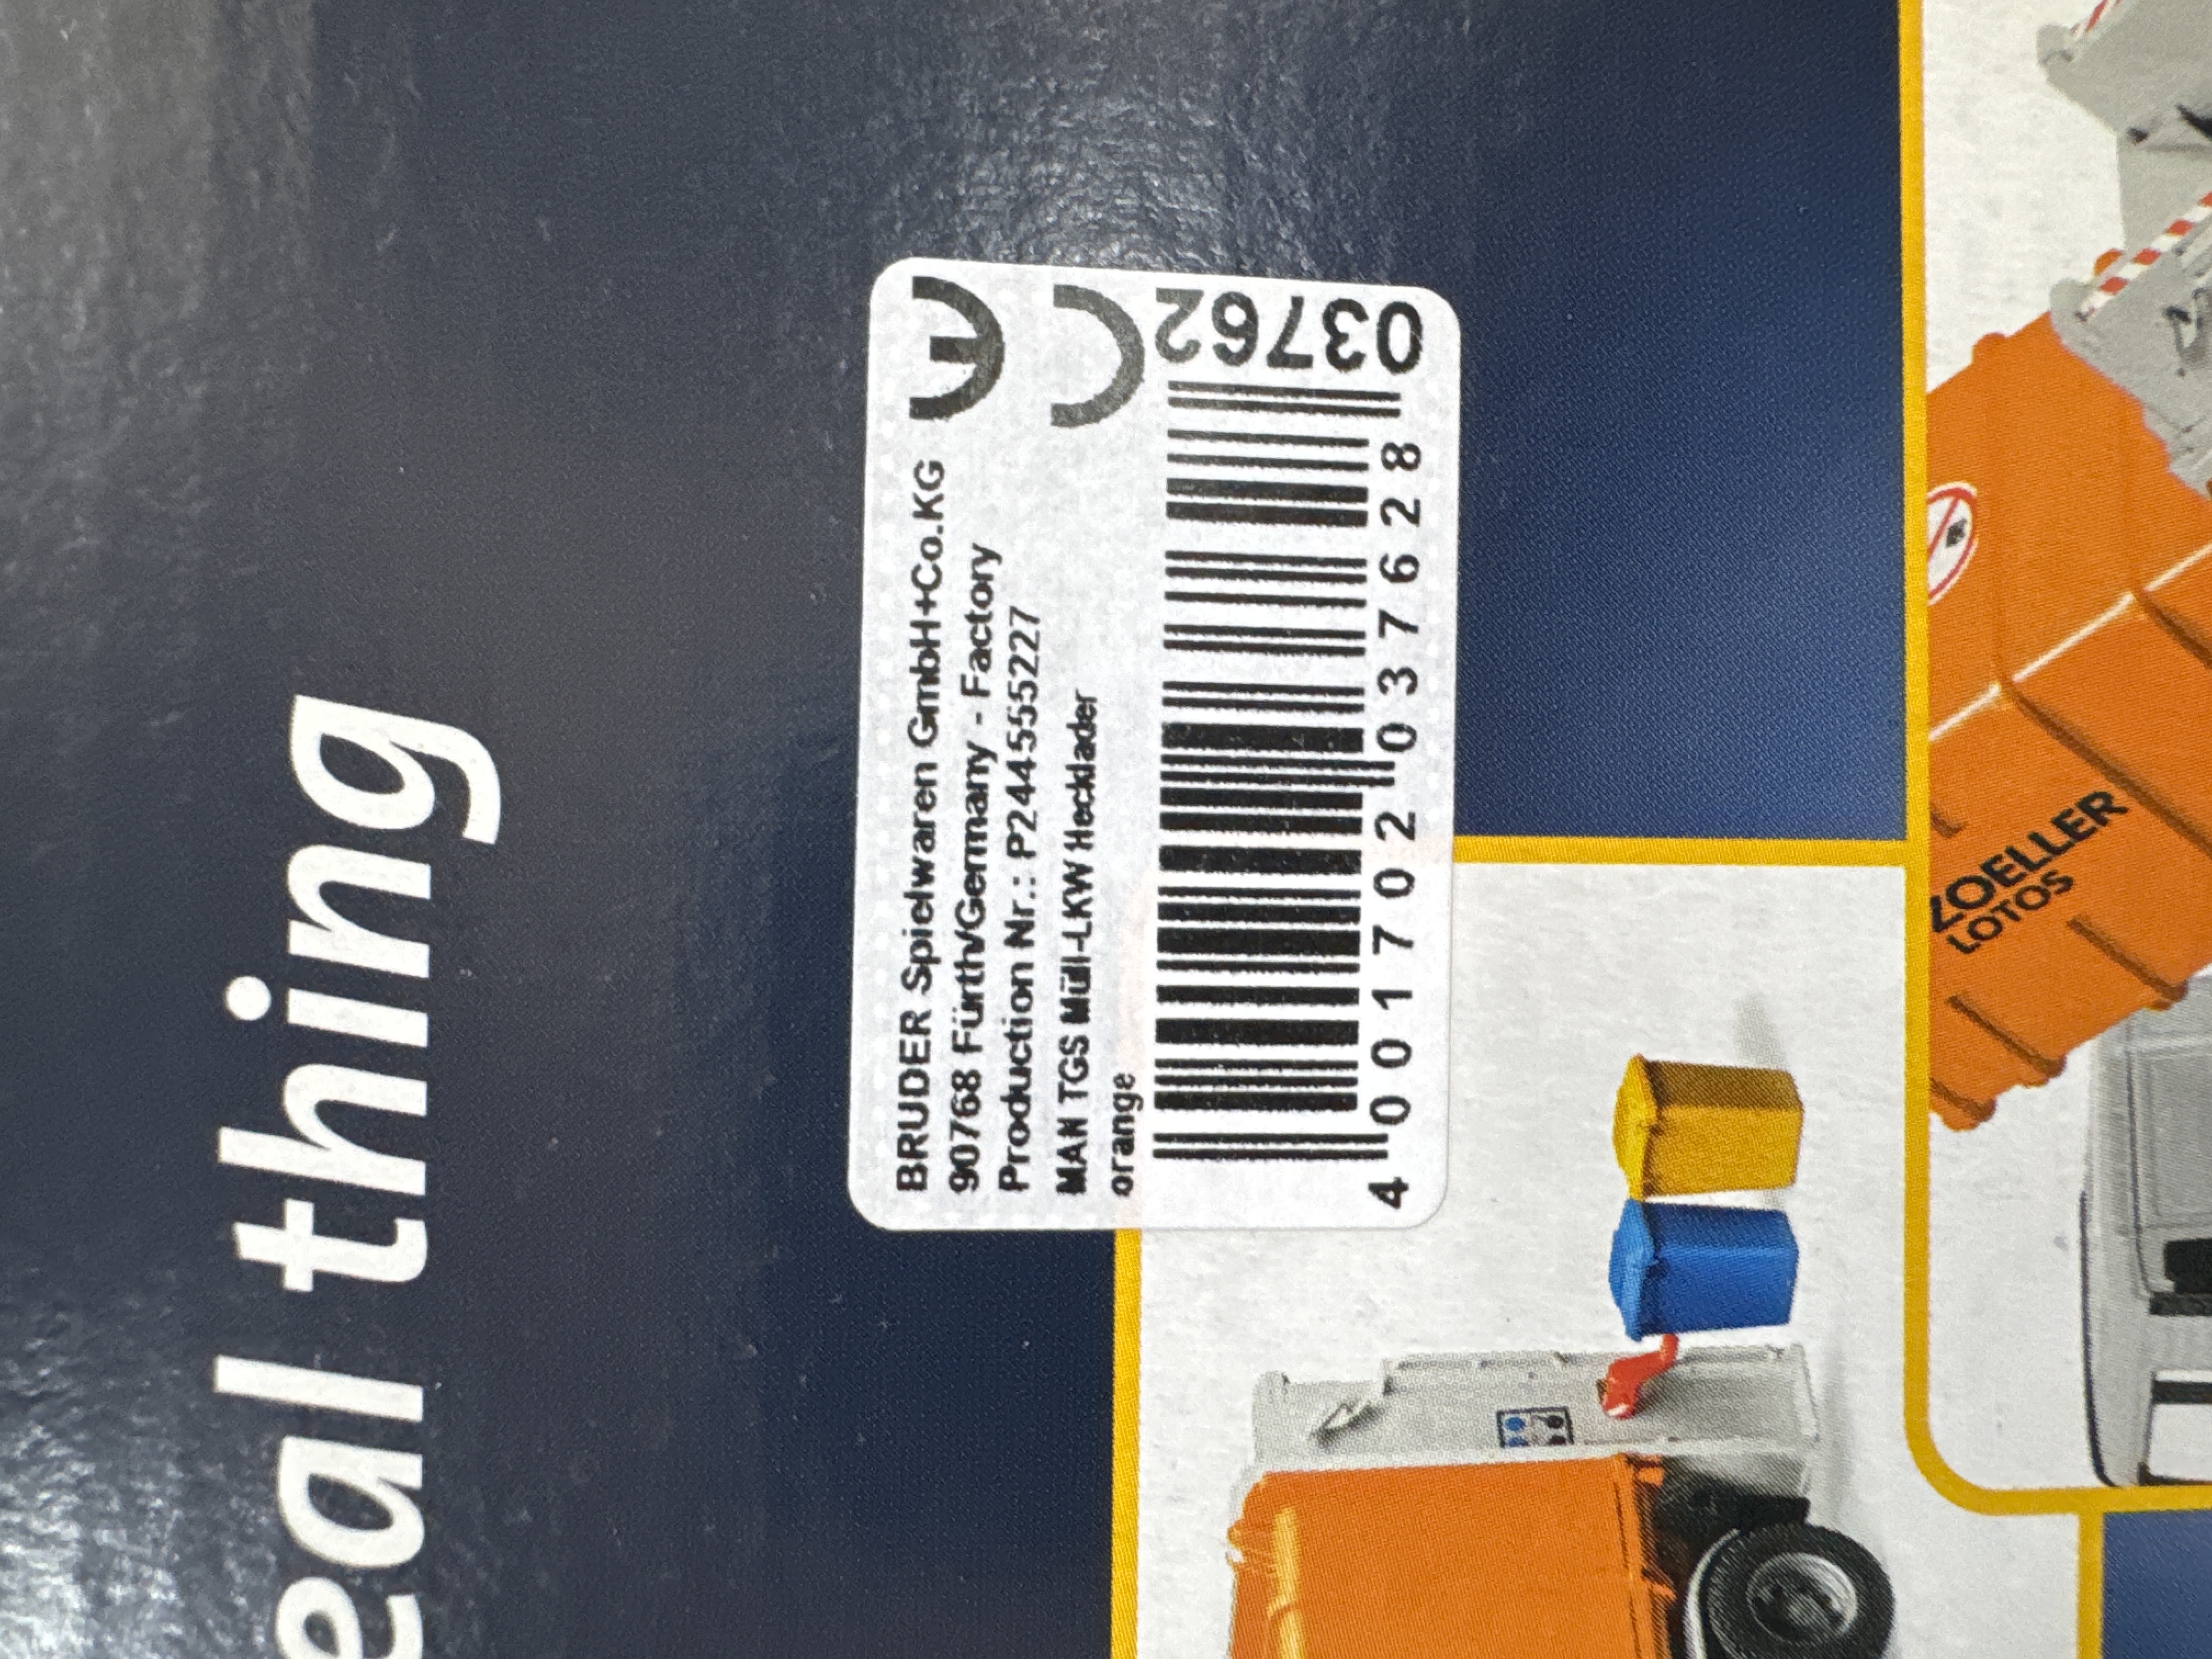 eal thing
BRUDER Spielwaren GmbH+Co.KG
90768 Fürth/Germany - Factory
Production Nr.: P244555227
MAN TGS Müll-LKW Hecklader
orange
CE
03762
4 001702 037628
ZOELLER
LOTOS